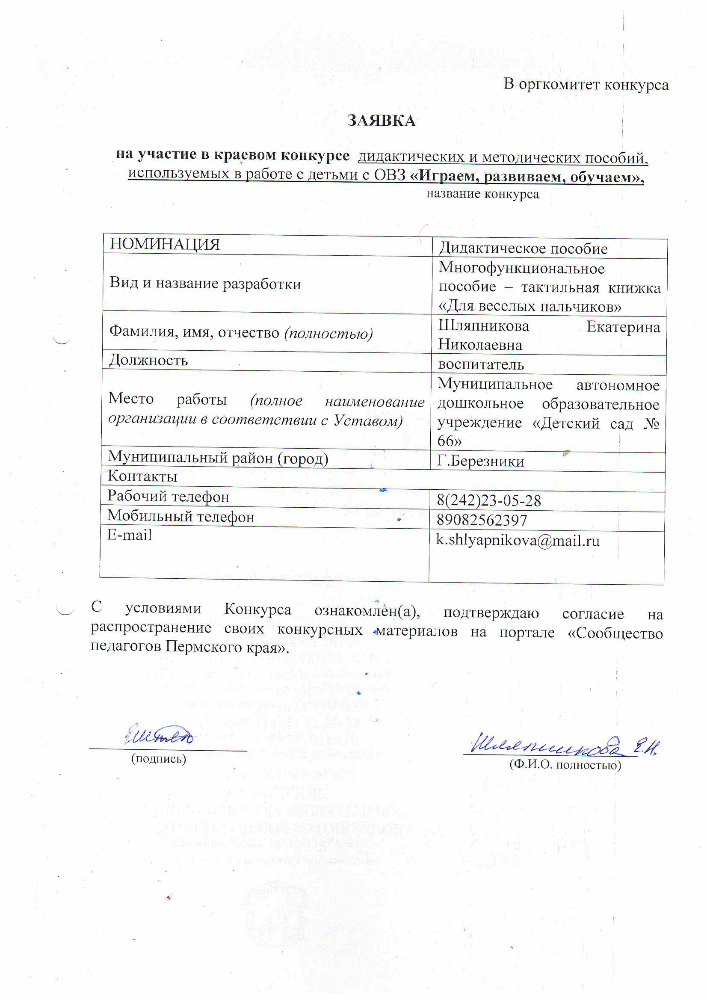 В оргкомитет конкурса
ЗАЯВКА
на участие в краевом конкурсе дидактических и методических пособий,
используемых в работе с детьми с ОВЗ «Играем, развиваем, обучаем»,
название конкурса
НОМИНАЦИЯ
Дидактическое пособие
Вид и название разработки
Многофункциональное
пособие – тактильная книжка
«Для веселых пальчиков»
Фамилия, имя, отчество (полностью)
Шляпникова Екатерина
Николаевна
Должность
воспитатель
Место работы (полное наименование
организации в соответствии с Уставом)
Муниципальное автономное
дошкольное образовательное
учреждение «Детский сад №
66»
Муниципальный район (город)
Г.Березники
Контакты
Рабочий телефон
8(242)23-05-28
Мобильный телефон
89082562397
E-mail
k.shlyapnikova@mail.ru
С условиями Конкурса ознакомлен(а), подтверждаю согласие на
распространение своих конкурсных материалов на портале «Сообщество
педагогов Пермского края».
Шляпникова Е.Н.
(подпись)
(Ф.И.О. полностью)